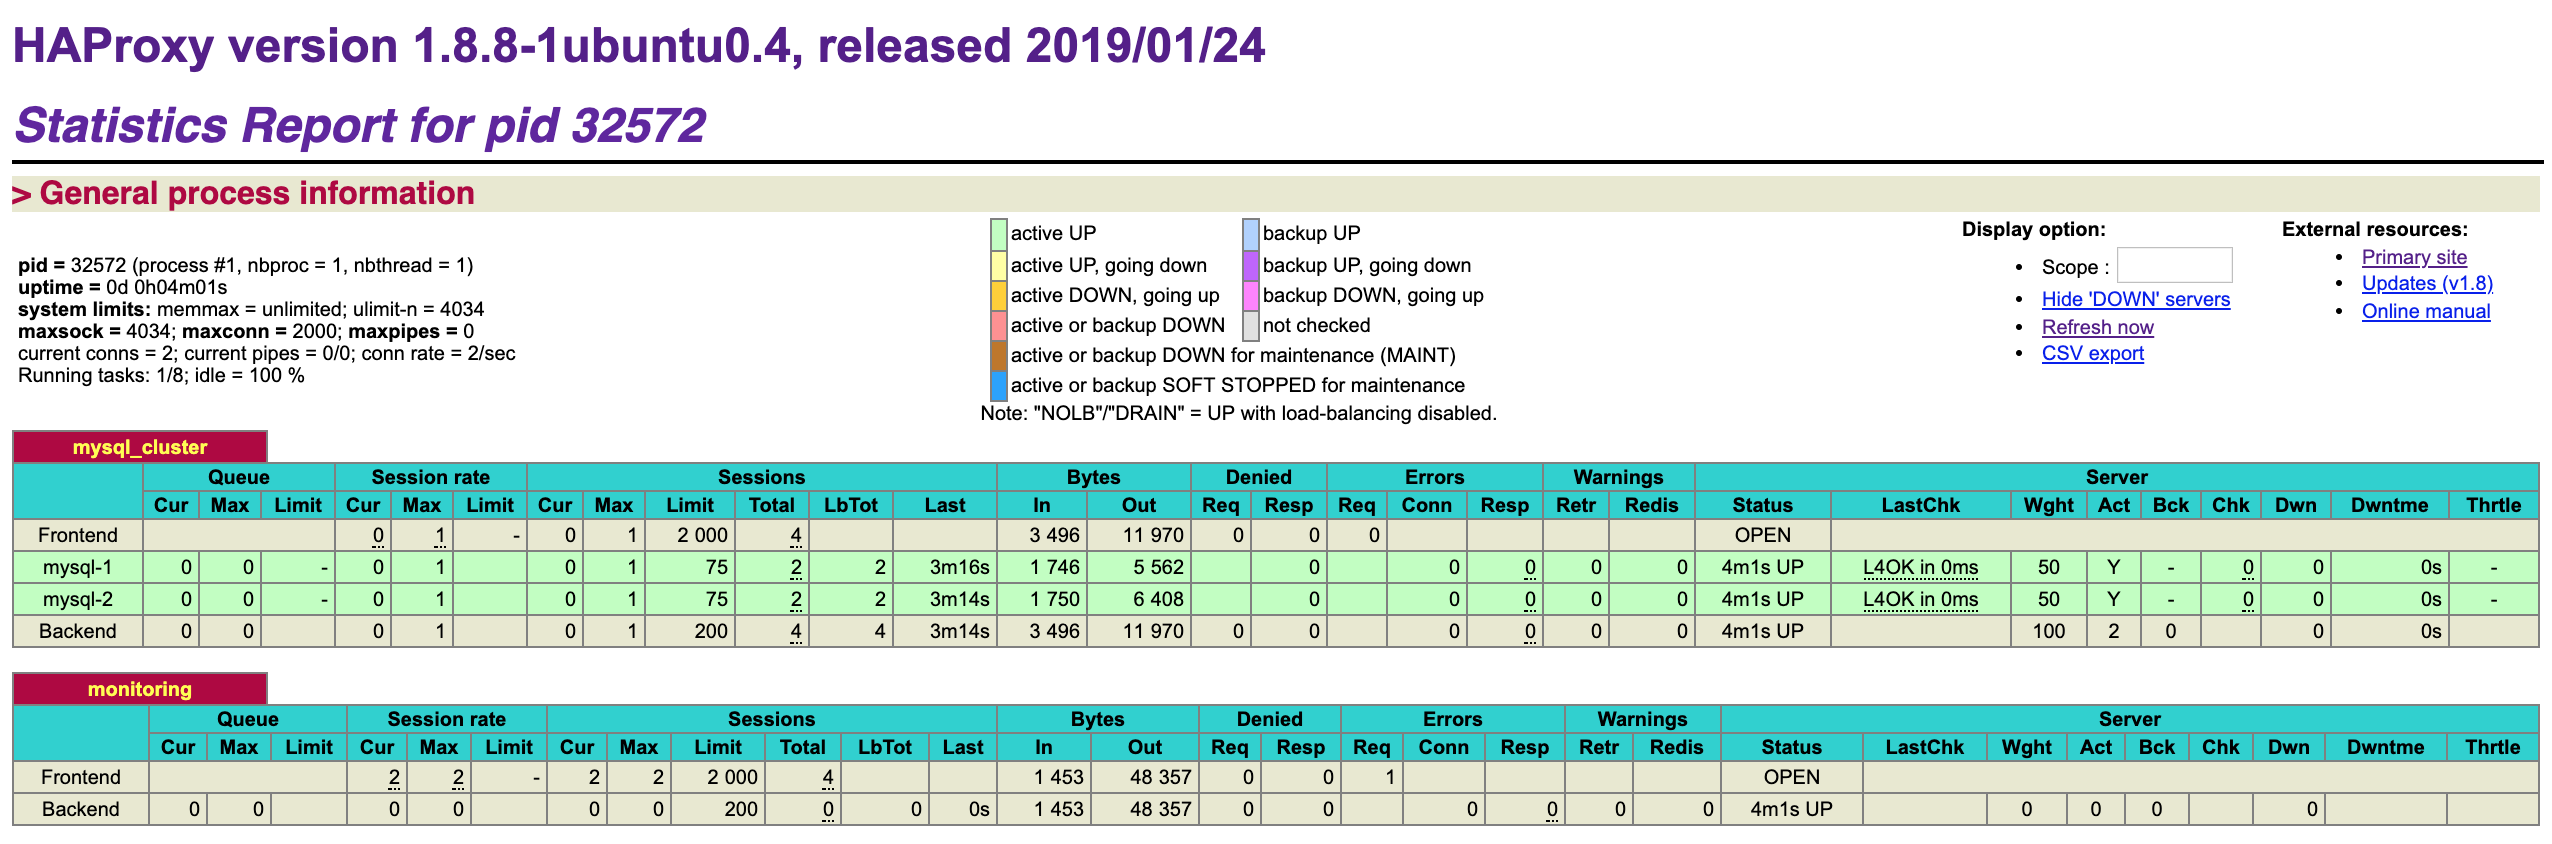 HAProxy version 1.8.8-1ubuntu0.4, released 2019/01/24
Statistics Report for pid 32572
> General process information
pid = 32572 (process #1, nbproc = 1, nbthread = 1)
uptime = 0d 0h04m01s
system limits: memmax = unlimited; ulimit-n = 4034
maxsock = 4034; maxconn = 2000; maxpipes = 0
current conns = 2; current pipes = 0/0; conn rate = 2/sec
Running tasks: 1/8; idle = 100 %
active UP backup UP
active UP, going down backup UP, going down
active DOWN, going up backup DOWN, going up
active or backup DOWN not checked
active or backup DOWN for maintenance (MAINT)
active or backup SOFT STOPPED for maintenance
Note: "NOLB"/"DRAIN" = UP with load-balancing disabled.
Display option:
• Scope :
• Hide 'DOWN' servers
• Refresh now
• CSV export
External resources:
• Primary site
• Updates (v1.8)
• Online manual
mysql_cluster
Queue Session rate Sessions Bytes Denied Errors Warnings Server
Cur Max Limit Cur Max Limit Cur Max Limit Total LbTot Last In Out Req Resp Req Conn Resp Retr Redis Status LastChk Wght Act Bck Chk Dwn Dwntme Thrtle
Frontend 0 1 - 0 1 2 000 4 3 496 11 970 0 0 0 OPEN
mysql-1 0 0 - 0 1 0 1 75 2 2 3m16s 1 746 5 562 0 0 0 0 0 4m1s UP L4OK in 0ms 50 Y - 0 0 0s -
mysql-2 0 0 - 0 1 0 1 75 2 2 3m14s 1 750 6 408 0 0 0 0 0 4m1s UP L4OK in 0ms 50 Y - 0 0 0s -
Backend 0 0 0 1 0 1 200 4 4 3m14s 3 496 11 970 0 0 0 0 0 0 4m1s UP 100 2 0 0 0s
monitoring
Queue Session rate Sessions Bytes Denied Errors Warnings Server
Cur Max Limit Cur Max Limit Cur Max Limit Total LbTot Last In Out Req Resp Req Conn Resp Retr Redis Status LastChk Wght Act Bck Chk Dwn Dwntme Thrtle
Frontend 2 2 - 2 2 2 000 4 1 453 48 357 0 0 1 OPEN
Backend 0 0 0 0 0 0 200 0 0 0s 1 453 48 357 0 0 0 0 0 0 4m1s UP 0 0 0 0